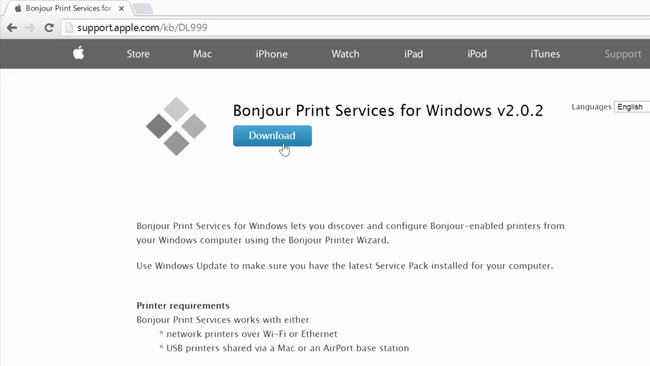 Bonjour Print Services for
support.apple.com/kb/DL999
Store Mac iPhone Watch iPad iPod iTunes Support
Bonjour Print Services for Windows v2.0.2
Languages English
Download
Bonjour Print Services for Windows lets you discover and configure Bonjour-enabled printers from
your Windows computer using the Bonjour Printer Wizard.
Use Windows Update to make sure you have the latest Service Pack installed for your computer.
Printer requirements
Bonjour Print Services works with either:
* network printers over Wi-Fi or Ethernet
* USB printers shared via a Mac or an AirPort base station